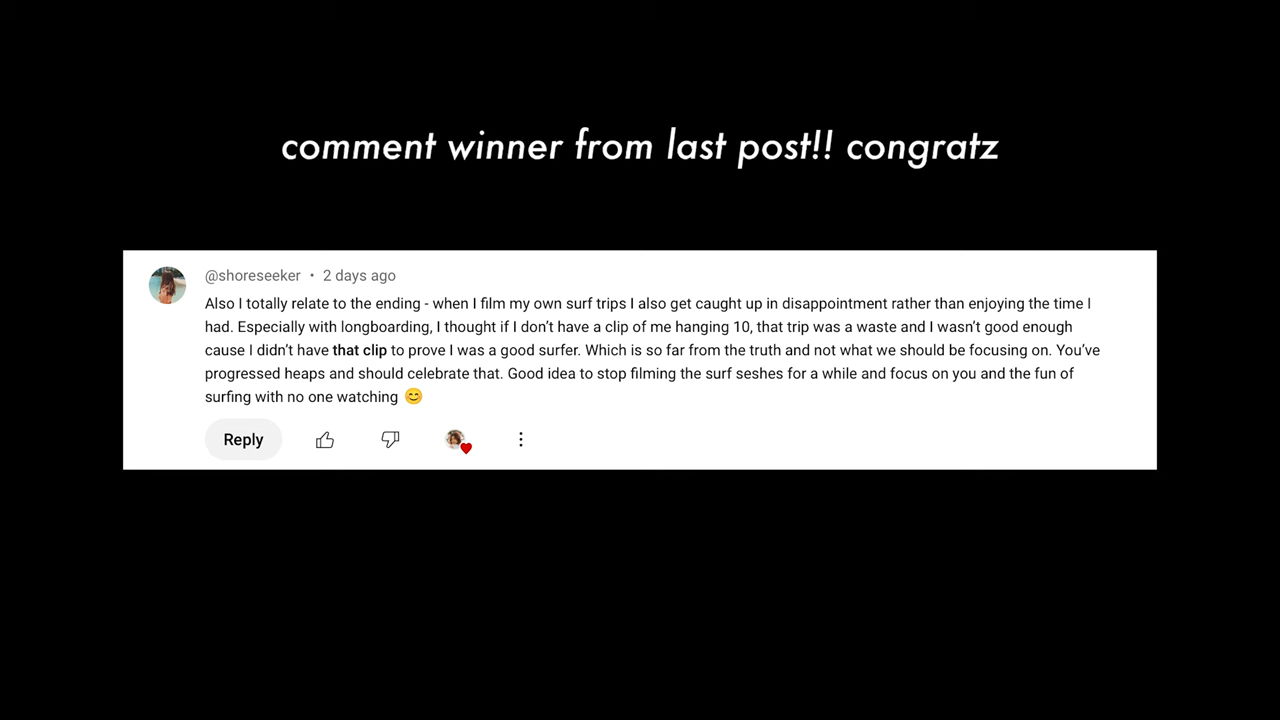 comment winner from last post!! congratz
@shoreseeker • 2 days ago
Also I totally relate to the ending - when I film my own surf trips I also get caught up in disappointment rather than enjoying the time I
had. Especially with longboarding, I thought if I don’t have a clip of me hanging 10, that trip was a waste and I wasn’t good enough
cause I didn’t have that clip to prove I was a good surfer. Which is so far from the truth and not what we should be focusing on. You’ve
progressed heaps and should celebrate that. Good idea to stop filming the surf seshes for a while and focus on you and the fun of
surfing with no one watching 😊
Reply